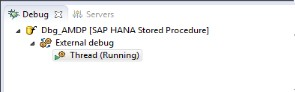 Debug Servers
Dbg_AMDP [SAP HANA Stored Procedure]
External debug
Thread (Running)